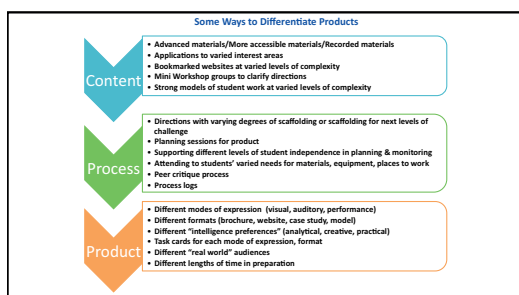 Some Ways to Differentiate Products
Content
• Advanced materials/More accessible materials/Recorded materials
• Applications to varied interest areas
• Bookmarked websites at varied levels of complexity
• Mini Workshop groups to clarify directions
• Strong models of student work at varied levels of complexity
Process
• Directions with varying degrees of scaffolding or scaffolding for next levels of
challenge
• Planning sessions for product
• Supporting different levels of student independence in planning & monitoring
• Attending to students' varied needs for materials, equipment, places to work
• Peer critique process
• Process logs
Product
• Different modes of expression (visual, auditory, performance)
• Different formats (brochure, website, case study, model)
• Different "intelligence preferences" (analytical, creative, practical)
• Task cards for each mode of expression, format
• Different "real world" audiences
• Different lengths of time in preparation